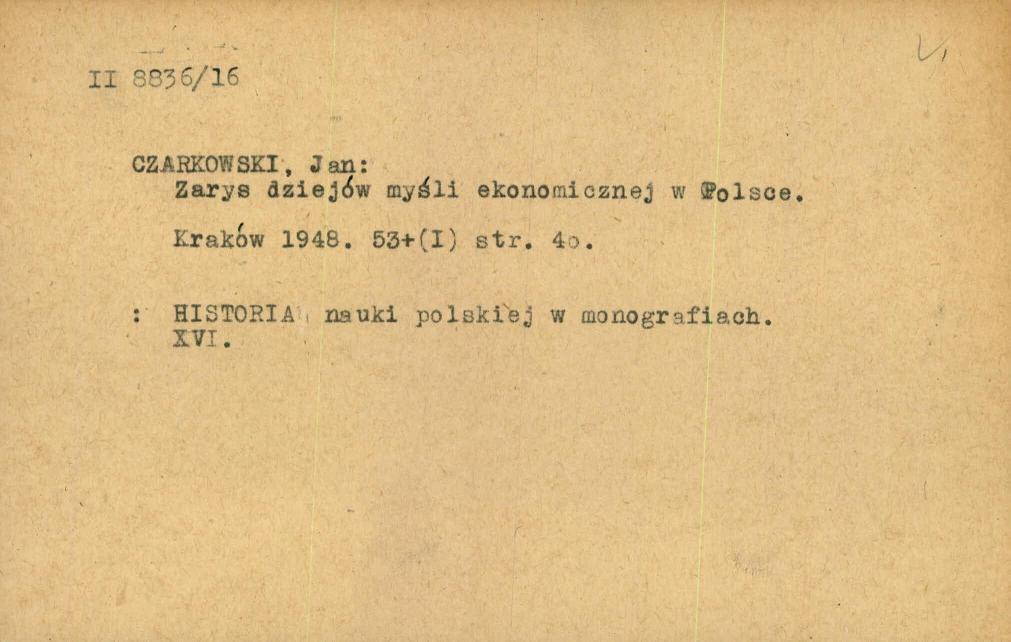 II 8836/16
CZARKOWSKI, Jan:
Zarys dziejów myśli ekonomicznej w Polsce.
Kraków 1948. 53+(I) str. 4o.
: HISTORIA nauki polskiej w monografiach.
XVI.